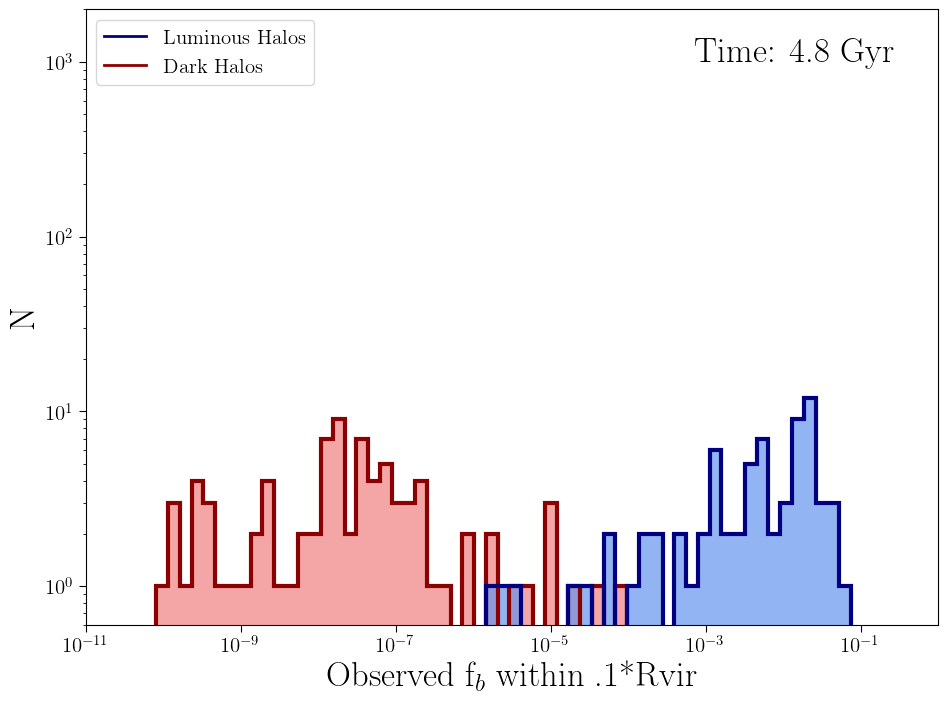 Luminous Halos
Dark Halos
Time: 4.8 Gyr
10³
10²
10¹
10⁰
N
10⁻¹¹ 10⁻⁹ 10⁻⁷ 10⁻⁵ 10⁻³ 10⁻¹
Observed f_b within .1*Rvir